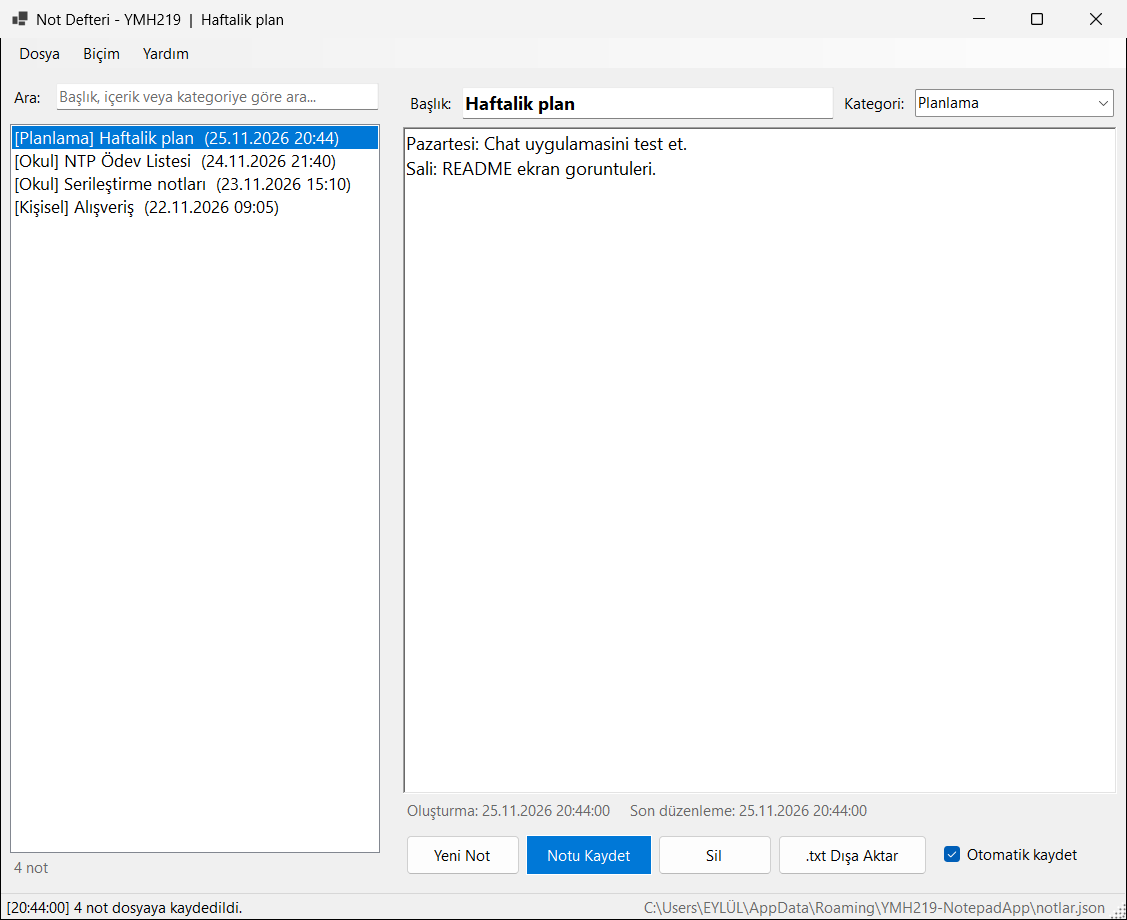 Not Defteri - YMH219 | Haftalik plan
Dosya Biçim Yardım
Ara: Başlık, içerik veya kategoriye göre ara...
[Planlama] Haftalik plan (25.11.2026 20:44)
[Okul] NTP Ödev Listesi (24.11.2026 21:40)
[Okul] Serileştirme notları (23.11.2026 15:10)
[Kişisel] Alışveriş (22.11.2026 09:05)
4 not
Başlık: Haftalik plan Kategori: Planlama
Pazartesi: Chat uygulamasini test et.
Sali: README ekran goruntuleri.
Oluşturma: 25.11.2026 20:44:00 Son düzenleme: 25.11.2026 20:44:00
Yeni Not Notu Kaydet Sil .txt Dışa Aktar Otomatik kaydet
[20:44:00] 4 not dosyaya kaydedildi. C:\Users\EYLÜL\AppData\Roaming\YMH219-NotepadApp\notlar.json